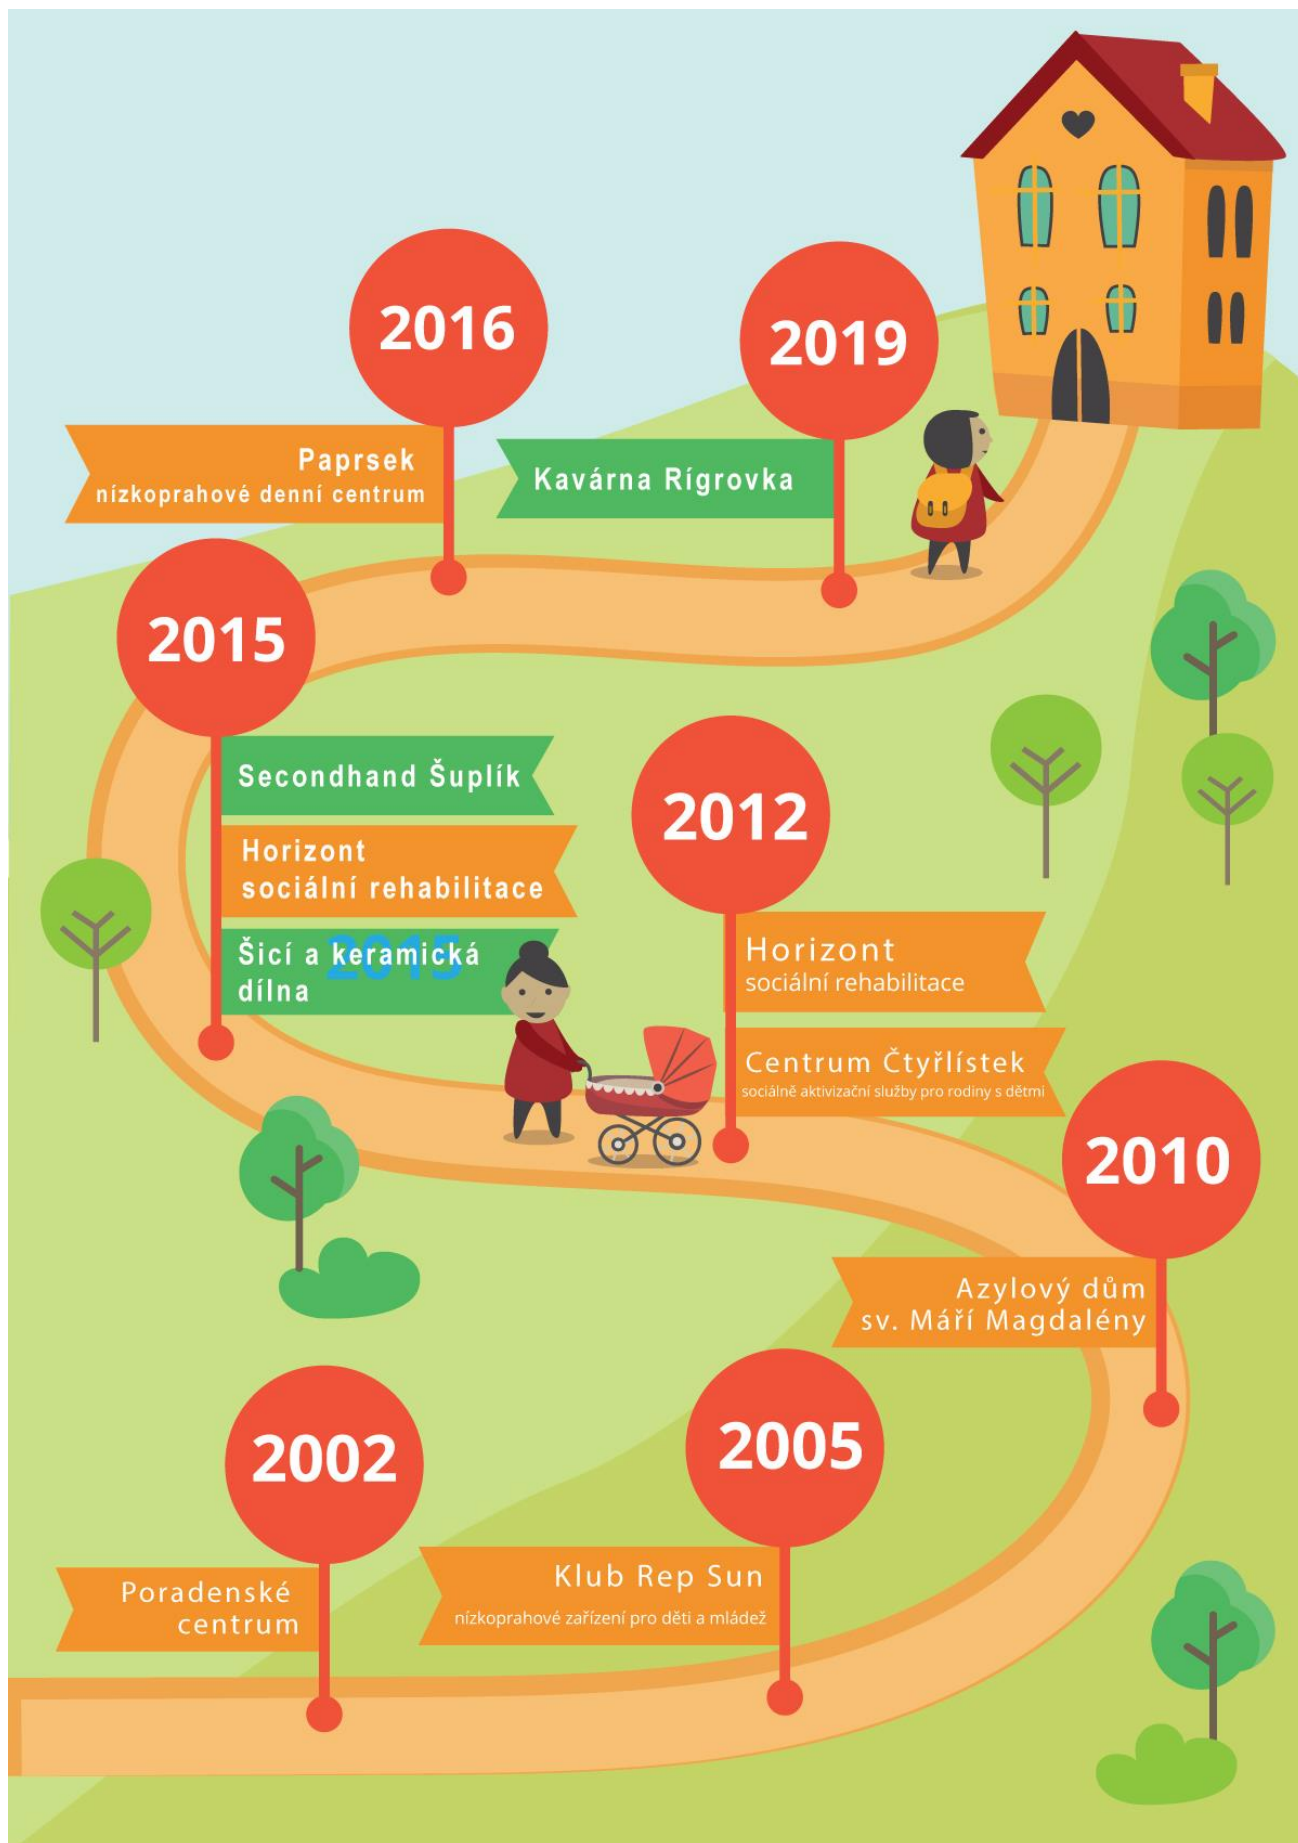 2016
2019
Paprsek
nízkoprahové denní centrum
Kavárna Rígrovka
2015
Secondhand Šuplík
2012
Horizont
sociální rehabilitace
Šicí a keramická
dílna
2015
Horizont
sociální rehabilitace
Centrum Čtyřlístek
sociálně aktivizační služby pro rodiny s dětmi
2010
Azylový dům
sv. Máří Magdalény
2002
2005
Poradenské
centrum
Klub Rep Sun
nízkoprahové zařízení pro děti a mládež